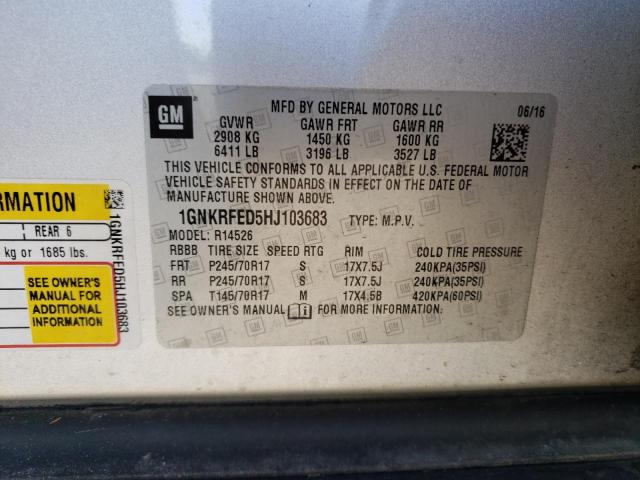 GM
MFD BY GENERAL MOTORS LLC 06/16
GVWR GAWR FRT GAWR RR
2908 KG 1450 KG 1600 KG
6411 LB 3196 LB 3527 LB
THIS VEHICLE CONFORMS TO ALL APPLICABLE U.S. FEDERAL MOTOR
VEHICLE SAFETY STANDARDS IN EFFECT ON THE DATE OF
MANUFACTURE SHOWN ABOVE.
1GNKRFED5HJ103683 TYPE: M.P.V.
MODEL: R14526
RBBB TIRE SIZE SPEED RTG RIM COLD TIRE PRESSURE
FRT P245/70R17 S 17X7.5J 240KPA(35PSI)
RR P245/70R17 S 17X7.5J 240KPA(35PSI)
SPA T145/70R17 M 17X4.5B 420KPA(60PSI)
SEE OWNER'S MANUAL FOR MORE INFORMATION:
ORMATION
REAR 6
kg or 1685 lbs.
SEE OWNER'S
MANUAL FOR
ADDITIONAL
INFORMATION
1GNKRFED5HJ103683